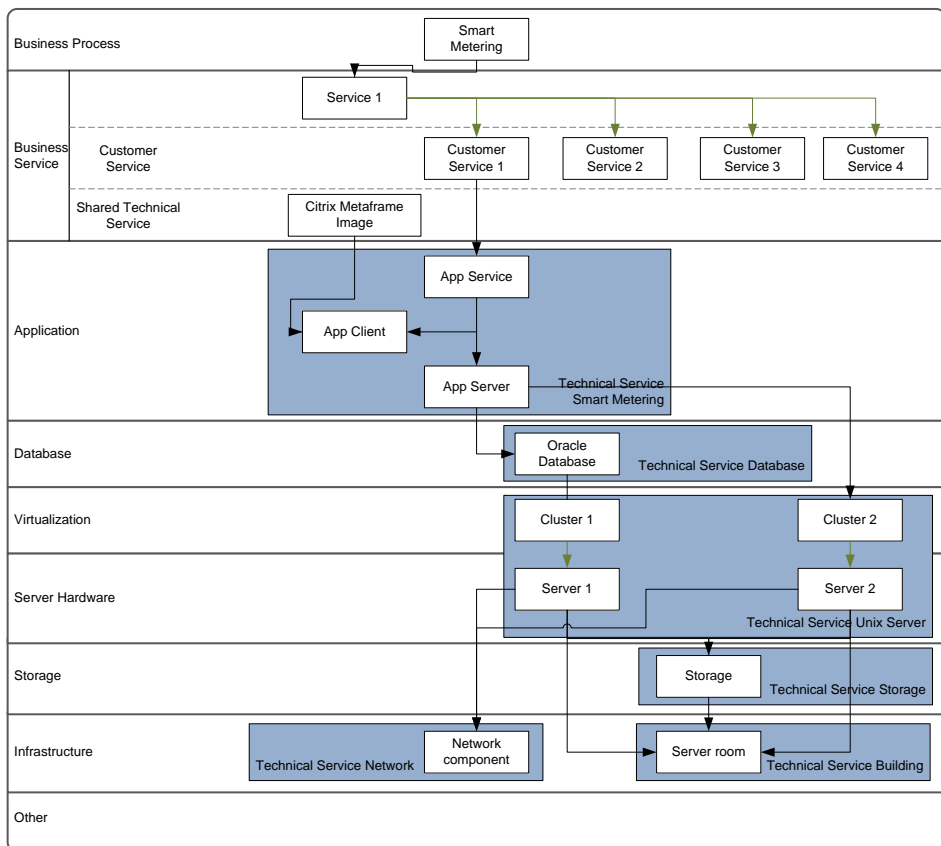 Business Process
Smart
Metering
Business
Service
Service 1
Customer
Service
Customer
Service 1
Customer
Service 2
Customer
Service 3
Customer
Service 4
Shared Technical
Service
Citrix Metaframe
Image
Application
App Service
App Client
App Server
Technical Service
Smart Metering
Database
Oracle
Database
Technical Service Database
Virtualization
Cluster 1
Cluster 2
Server Hardware
Server 1
Server 2
Technical Service Unix Server
Storage
Storage
Technical Service Storage
Infrastructure
Technical Service Network
Network
component
Server room
Technical Service Building
Other